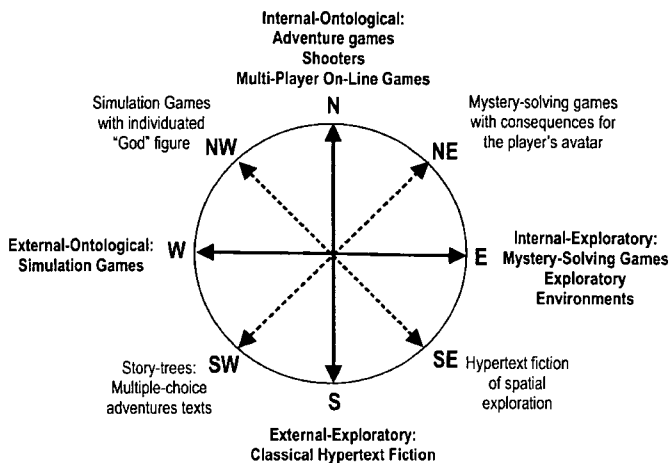 Internal-Ontological:
Adventure games
Shooters
Multi-Player On-Line Games
N
Simulation Games
with individuated
"God" figure
NW
Mystery-solving games
with consequences for
the player's avatar
NE
External-Ontological:
Simulation Games
W
E
Internal-Exploratory:
Mystery-Solving Games
Exploratory
Environments
SW
Story-trees:
Multiple-choice
adventures texts
S
SE
Hypertext fiction
of spatial
exploration
External-Exploratory:
Classical Hypertext Fiction